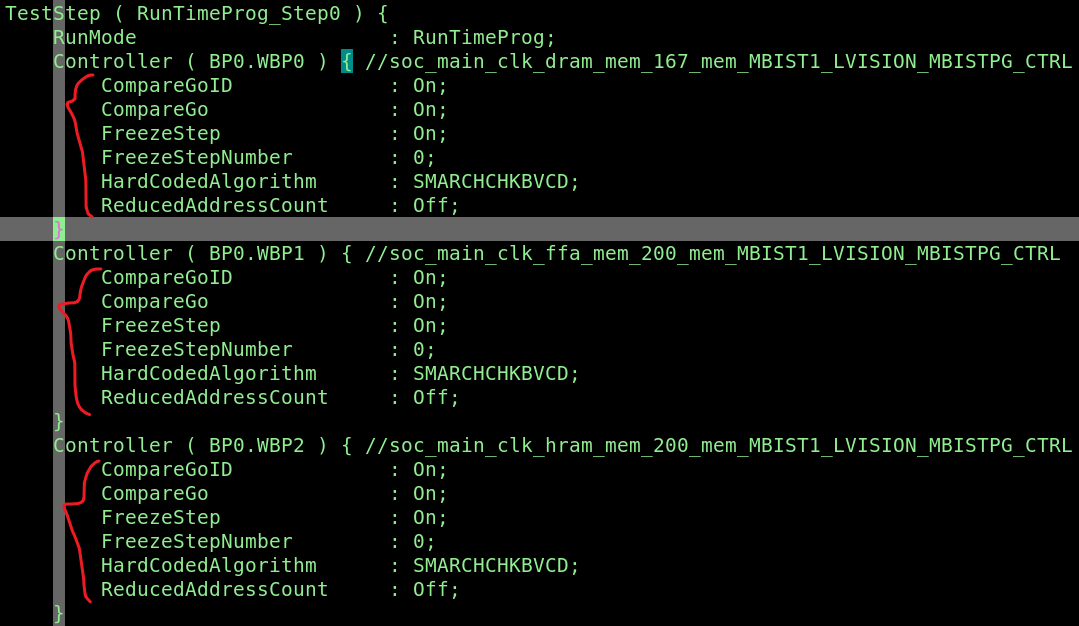 TestStep ( RunTimeProg_Step0 ) {
    RunMode                     : RunTimeProg;
    Controller ( BP0.WBP0 ) { //soc_main_clk_dram_mem_167_mem_MBIST1_LVISION_MBISTPG_CTRL
        CompareGoID             : On;
        CompareGo               : On;
        FreezeStep              : On;
        FreezeStepNumber        : 0;
        HardCodedAlgorithm      : SMARCHCHKBVCD;
        ReducedAddressCount     : Off;
    }
    Controller ( BP0.WBP1 ) { //soc_main_clk_ffa_mem_200_mem_MBIST1_LVISION_MBISTPG_CTRL
        CompareGoID             : On;
        CompareGo               : On;
        FreezeStep              : On;
        FreezeStepNumber        : 0;
        HardCodedAlgorithm      : SMARCHCHKBVCD;
        ReducedAddressCount     : Off;
    }
    Controller ( BP0.WBP2 ) { //soc_main_clk_hram_mem_200_mem_MBIST1_LVISION_MBISTPG_CTRL
        CompareGoID             : On;
        CompareGo               : On;
        FreezeStep              : On;
        FreezeStepNumber        : 0;
        HardCodedAlgorithm      : SMARCHCHKBVCD;
        ReducedAddressCount     : Off;
    }